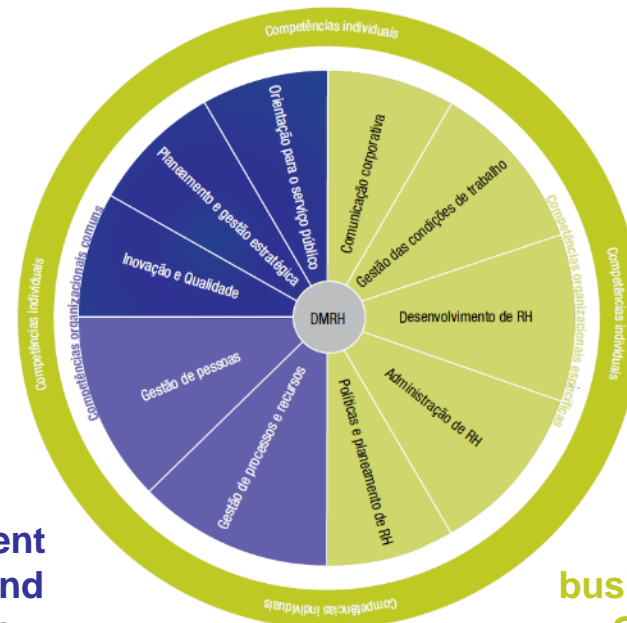 Competências individuais
Orientação para o serviço público
Planeamento e gestão estratégica
Inovação e Qualidade
Gestão de pessoas
Gestão de processos e recursos
Comunicação corporativa
Gestão das condições de trabalho
Desenvolvimento de RH
Administração de RH
Políticas e planeamento de RH
DMRH
Competências organizacionais comuns
Competências organizacionais específicas
Competências individuais
Competências individuais
Competências individuais
ent
nd
bus